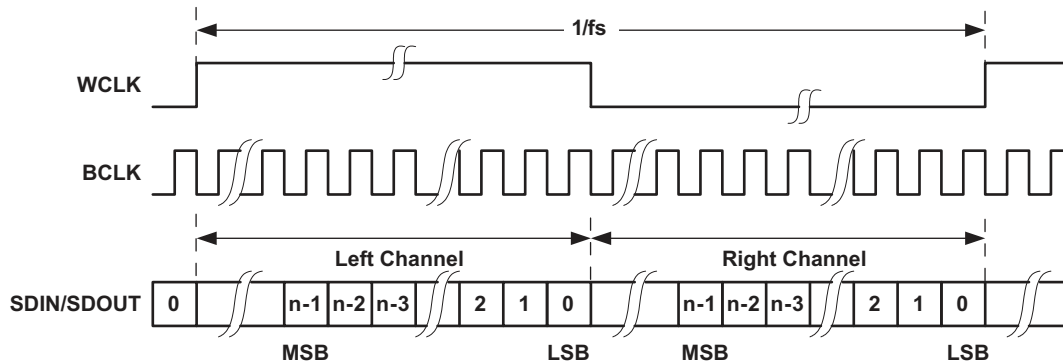 1/fs
WCLK
BCLK
Left Channel Right Channel
SDIN/SDOUT 0 n-1 n-2 n-3 2 1 0 n-1 n-2 n-3 2 1 0
MSB LSB MSB LSB